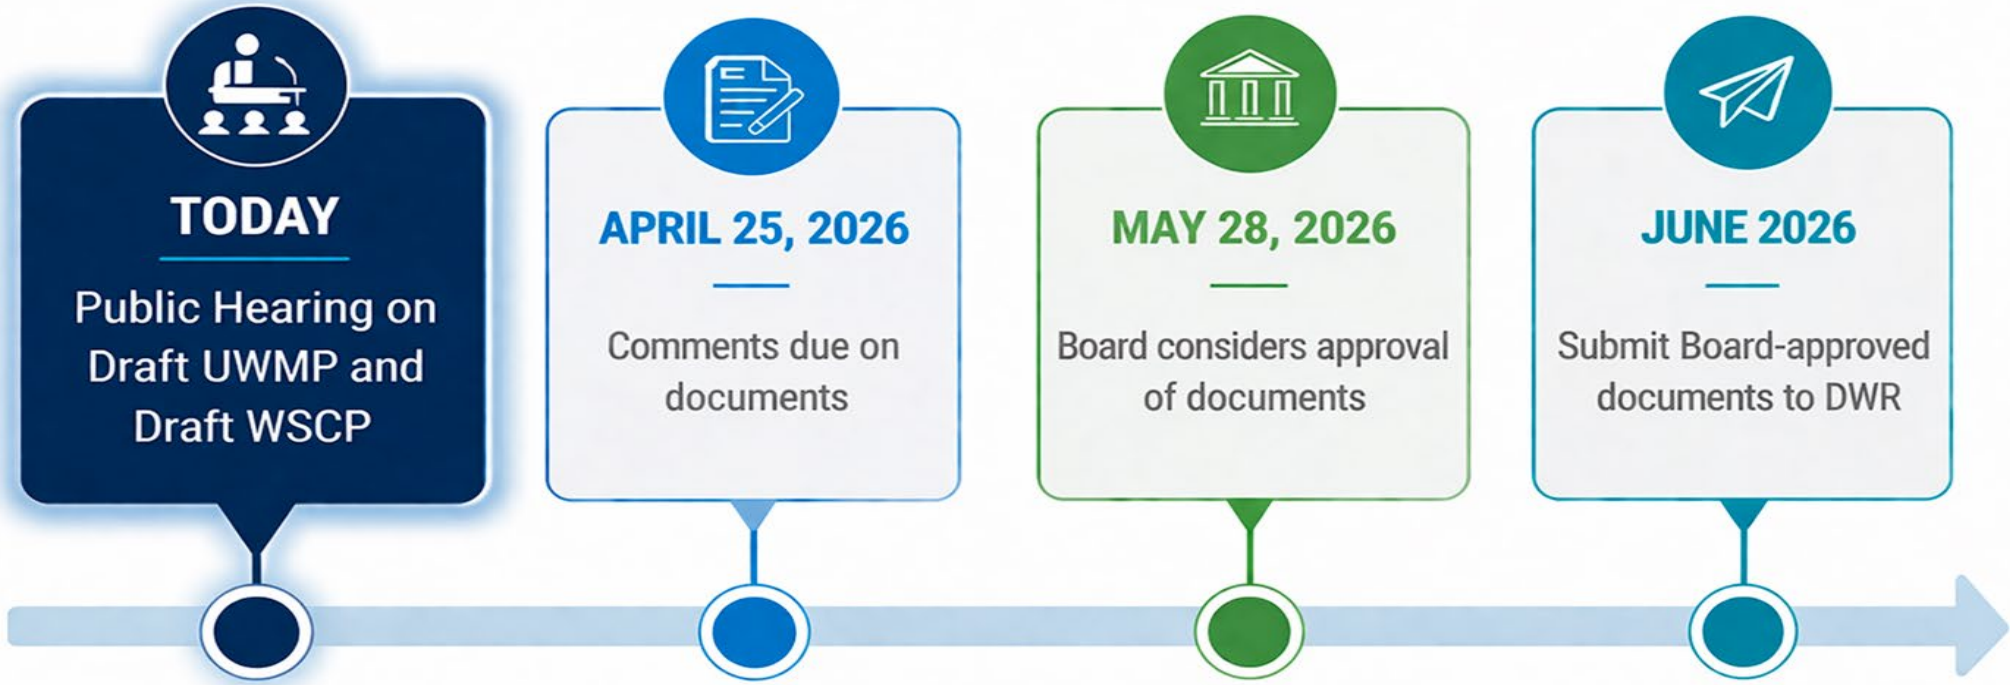 TODAY
Public Hearing on
Draft UWMP and
Draft WSCP
APRIL 25, 2026
Comments due on
documents
MAY 28, 2026
Board considers approval
of documents
JUNE 2026
Submit Board-approved
documents to DWR